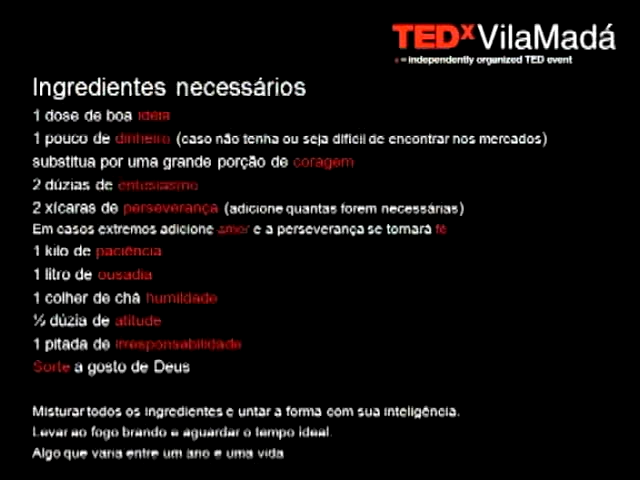 TEDxVilaMadá
x = independently organized TED event
Ingredientes necessários
1 dose de boa idéia
1 pouco de dinheiro (caso não tenha ou seja difícil de encontrar nos mercados)
substitua por uma grande porção de coragem
2 dúzias de entusiasmo
2 xícaras de perseverança (adicione quantas forem necessárias)
Em casos extremos adicione amor e a perseverança se tornará fé
1 kilo de paciência
1 litro de ousadia
1 colher de chá humildade
½ dúzia de atitude
1 pitada de irresponsabilidade
Sorte a gosto de Deus
Misturar todos os ingredientes e untar a forma com sua inteligência.
Levar ao fogo brando e aguardar o tempo ideal.
Algo que varia entre um ano e uma vida